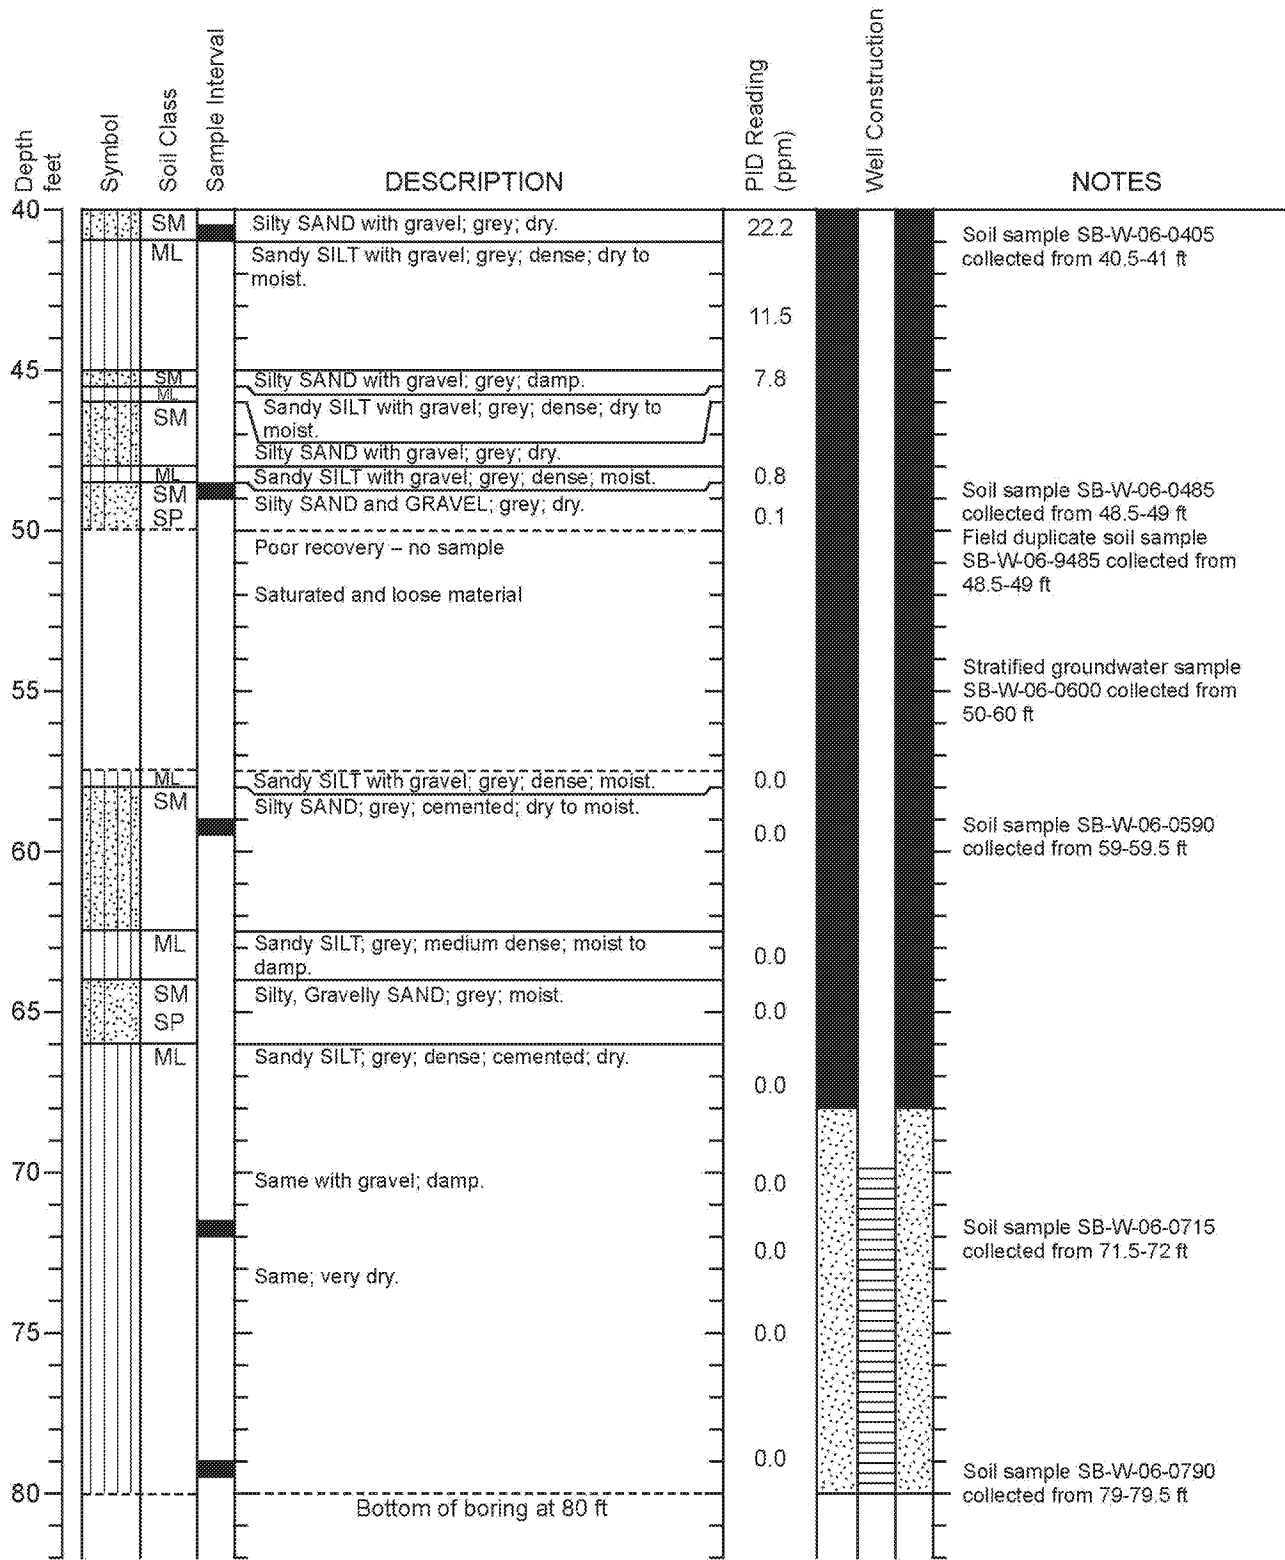 Depth
feet
Symbol
Soil Class
Sample Interval
DESCRIPTION
PID Reading
(ppm)
Well Construction
NOTES
40
SM
Silty SAND with gravel; grey; dry.
22.2
Soil sample SB-W-06-0405
collected from 40.5-41 ft
ML
Sandy SILT with gravel; grey; dense; dry to
moist.
11.5
45
SM
Silty SAND with gravel; grey; damp.
7.8
ML
Sandy SILT with gravel; grey; dense; dry to
moist.
SM
Silty SAND with gravel; grey; dry.
ML
Sandy SILT with gravel; grey; dense; moist.
0.8
SM
SP
Silty SAND and GRAVEL; grey; dry.
0.1
Soil sample SB-W-06-0485
collected from 48.5-49 ft
Field duplicate soil sample
SB-W-06-9485 collected from
48.5-49 ft
50
Poor recovery – no sample
Saturated and loose material
55
Stratified groundwater sample
SB-W-06-0600 collected from
50-60 ft
ML
Sandy SILT with gravel; grey; dense; moist.
0.0
SM
Silty SAND; grey; cemented; dry to moist.
0.0
Soil sample SB-W-06-0590
collected from 59-59.5 ft
60
ML
Sandy SILT; grey; medium dense; moist to
damp.
0.0
SM
SP
Silty, Gravelly SAND; grey; moist.
65
0.0
ML
Sandy SILT; grey; dense; cemented; dry.
0.0
70
Same with gravel; damp.
0.0
0.0
Soil sample SB-W-06-0715
collected from 71.5-72 ft
Same; very dry.
75
0.0
0.0
Soil sample SB-W-06-0790
collected from 79-79.5 ft
80
Bottom of boring at 80 ft